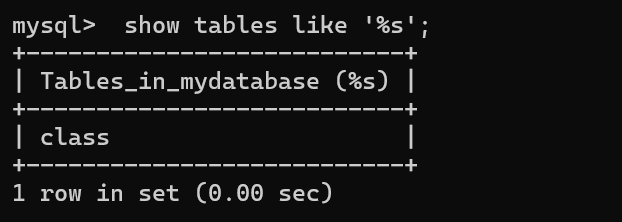 mysql>  show tables like '%s';
+---------------------------+
| Tables_in_mydatabase (%s) |
+---------------------------+
| class                     |
+---------------------------+
1 row in set (0.00 sec)